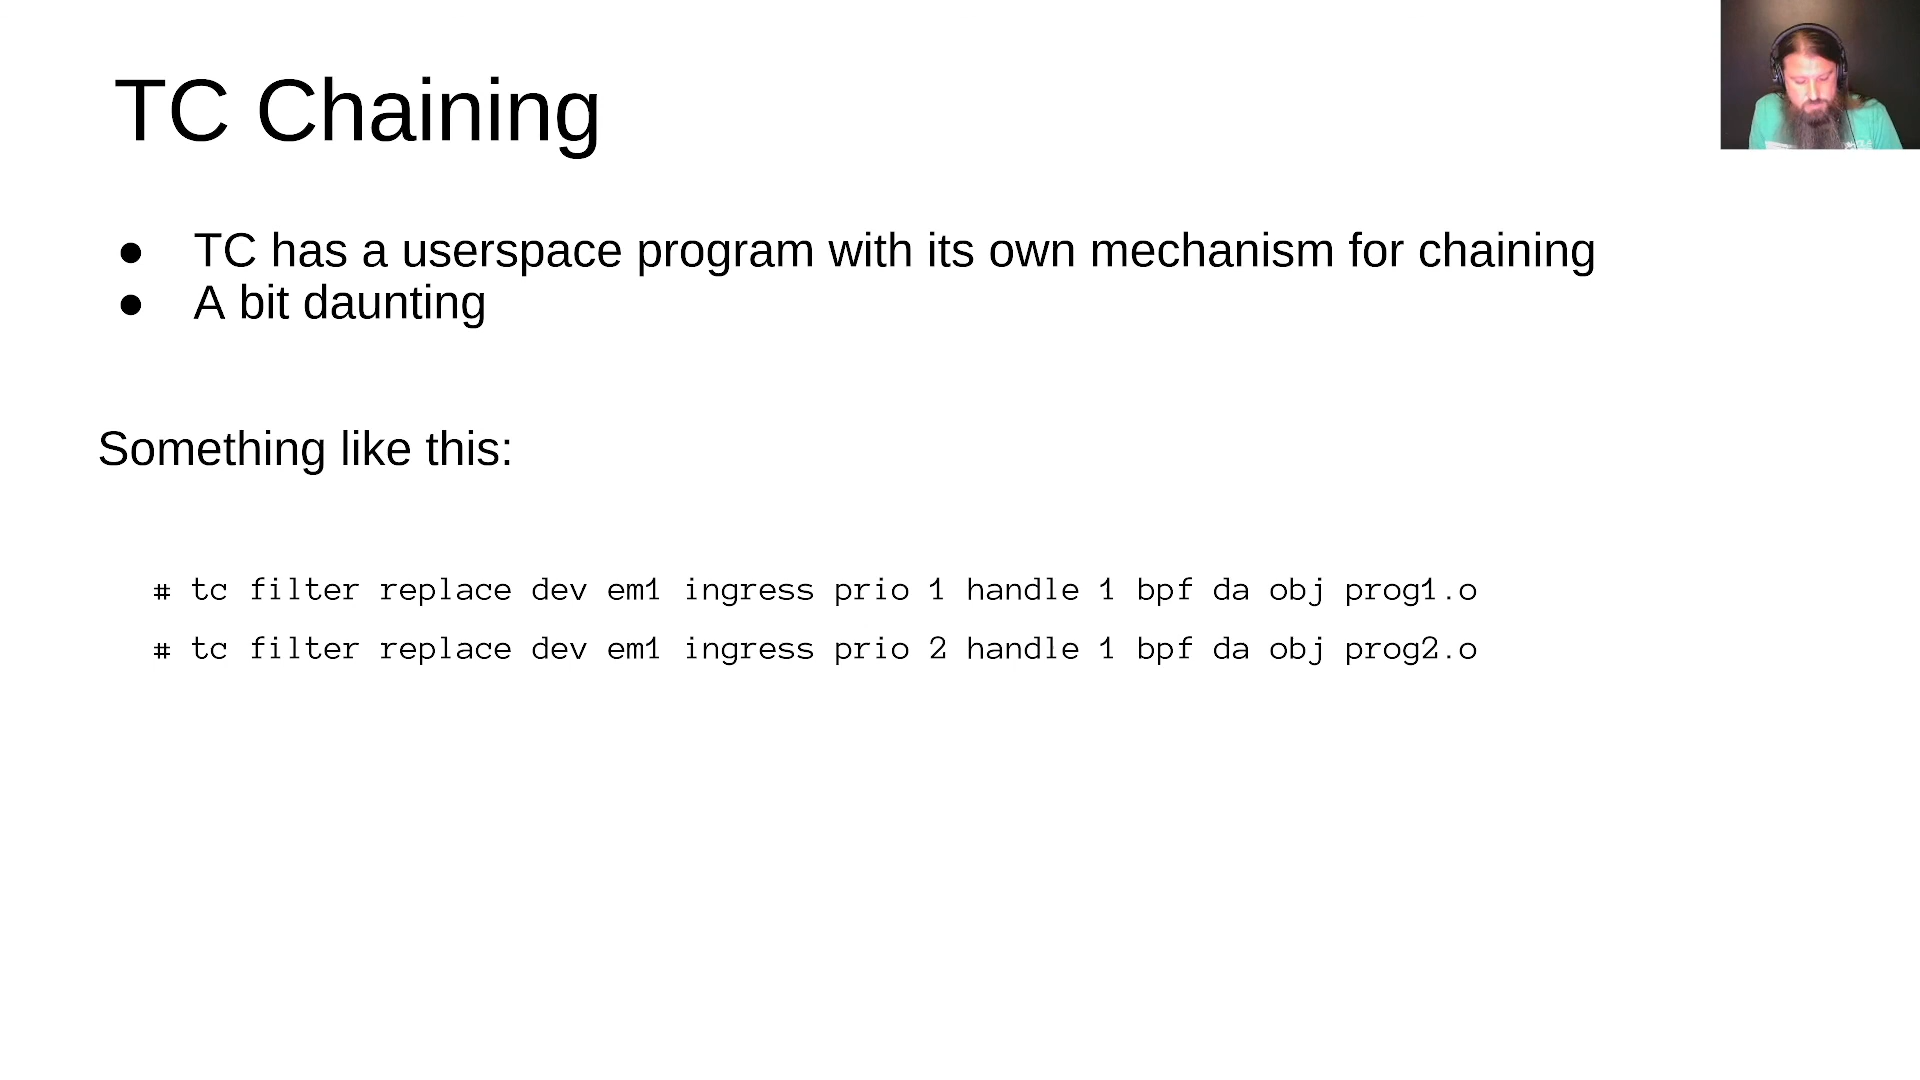 TC Chaining
● TC has a userspace program with its own mechanism for chaining
● A bit daunting
Something like this:
# tc filter replace dev em1 ingress prio 1 handle 1 bpf da obj prog1.o
# tc filter replace dev em1 ingress prio 2 handle 1 bpf da obj prog2.o